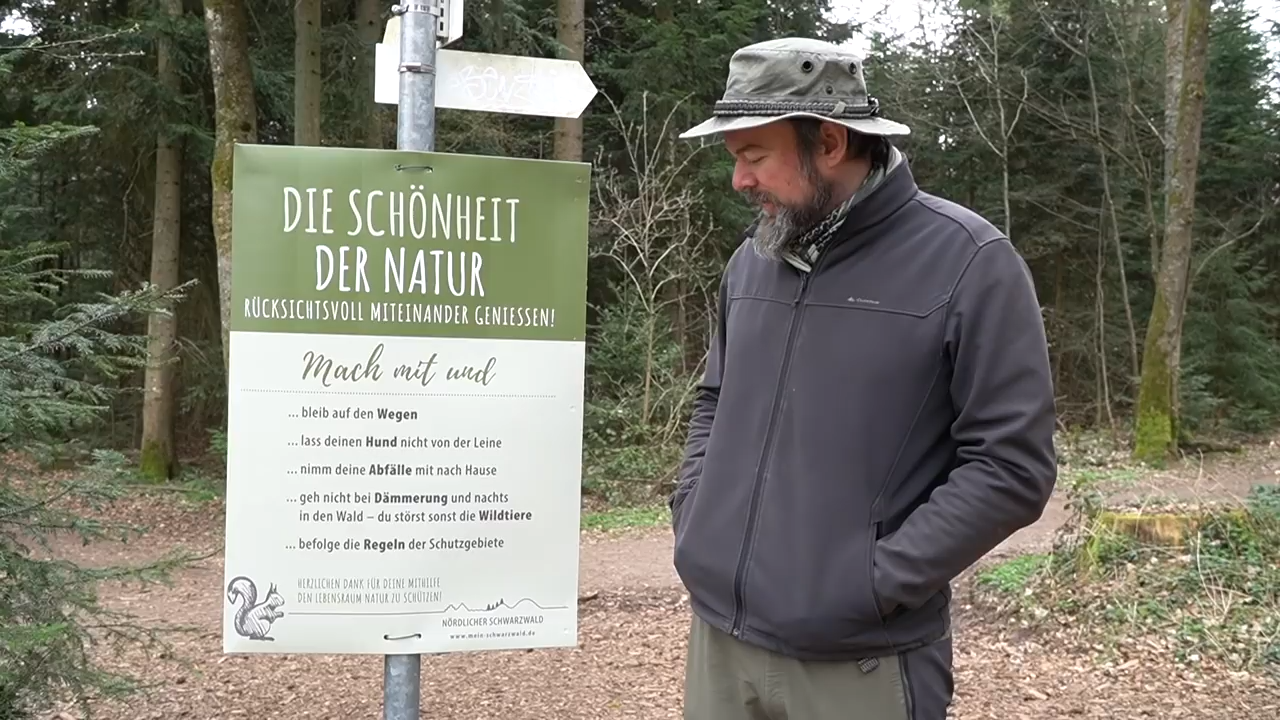 DIE SCHÖNHEIT
DER NATUR
RÜCKSICHTSVOLL MITEINANDER GENIESSEN!
Mach mit und
... bleib auf den Wegen
... lass deinen Hund nicht von der Leine
... nimm deine Abfälle mit nach Hause
... geh nicht bei Dämmerung und nachts
in den Wald – du störst sonst die Wildtiere
... befolge die Regeln der Schutzgebiete
HERZLICHEN DANK FÜR DEINE MITHILFE
DEN LEBENSRAUM NATUR ZU SCHÜTZEN!
NÖRDLICHER SCHWARZWALD
www.mein-schwarzwald.de